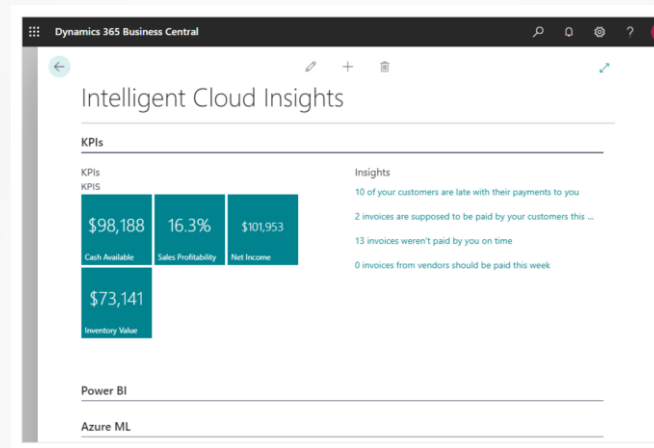 Dynamics 365 Business Central
?
Intelligent Cloud Insights
KPIs
KPIs
KPIS
$98,188
Cash Available
16.3%
Sales Profitability
$101,953
Net Income
$73,141
Inventory Value
Insights
10 of your customers are late with their payments to you
2 invoices are supposed to be paid by your customers this ...
13 invoices weren't paid by you on time
0 invoices from vendors should be paid this week
Power BI
Azure ML